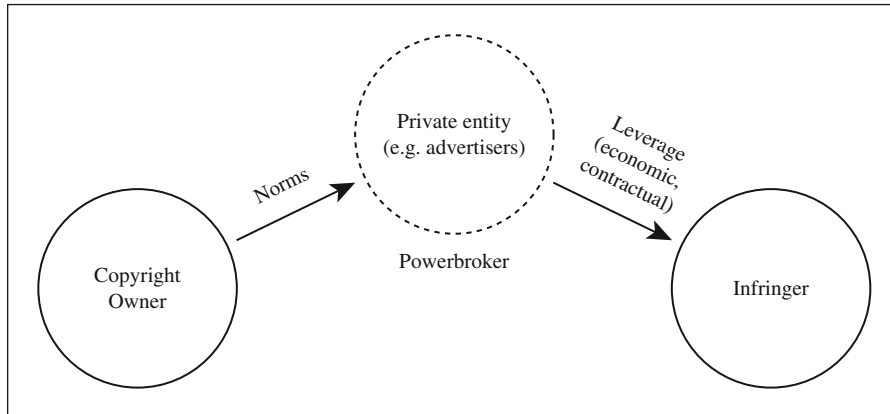 Private entity
(e.g. advertisers)
Leverage
(economic,
contractual)
Norms
Powerbroker
Copyright
Owner
Infringer